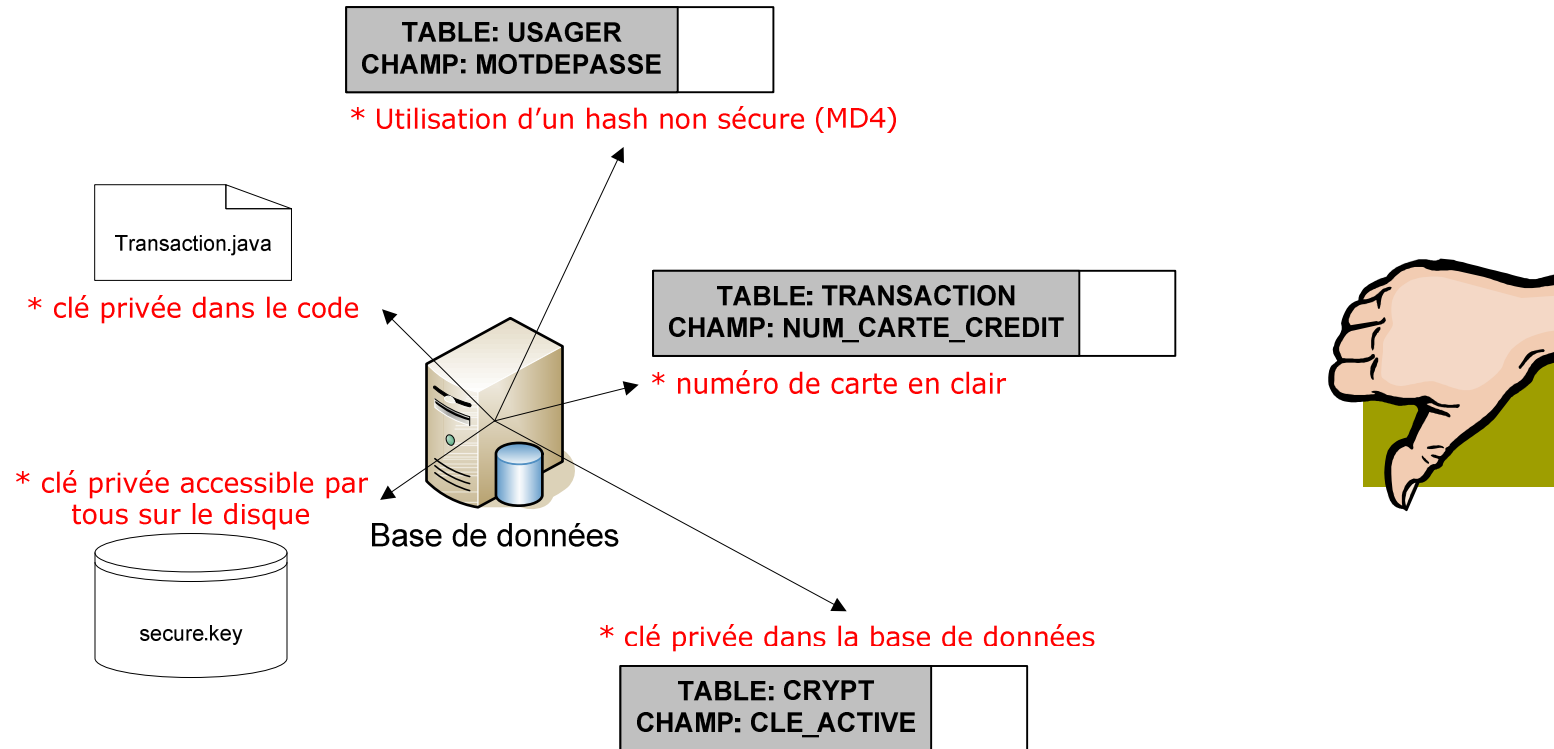 TABLE: USAGER
CHAMP: MOTDEPASSE
* Utilisation d'un hash non sécure (MD4)
Transaction.java
* clé privée dans le code
TABLE: TRANSACTION
CHAMP: NUM_CARTE_CREDIT
* numéro de carte en clair
* clé privée accessible par
tous sur le disque
Base de données
secure.key
* clé privée dans la base de données
TABLE: CRYPT
CHAMP: CLE_ACTIVE